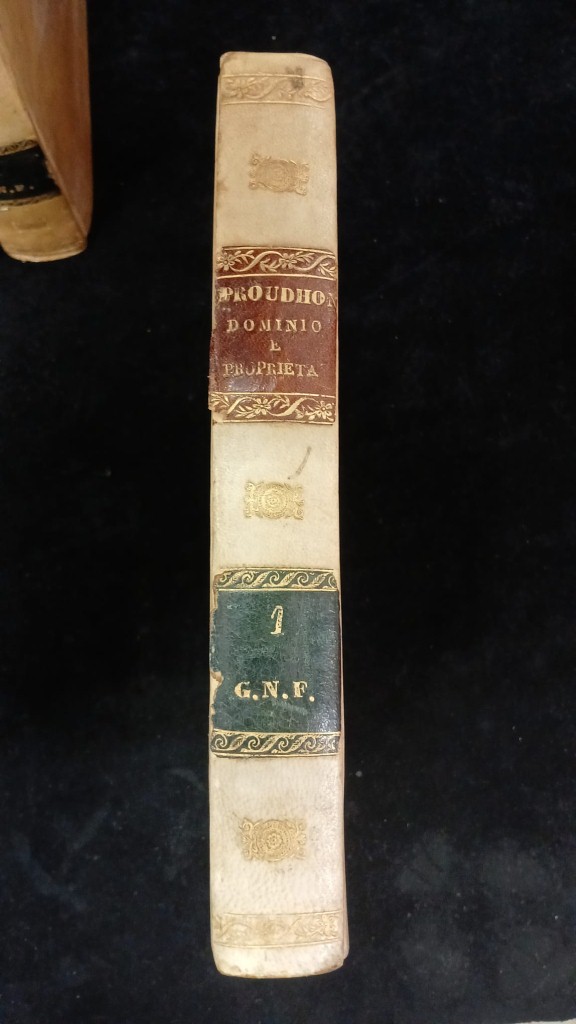 PROUDHON
DOMINIO
E
PROPRIETA
1
G.N.F.
N.F.